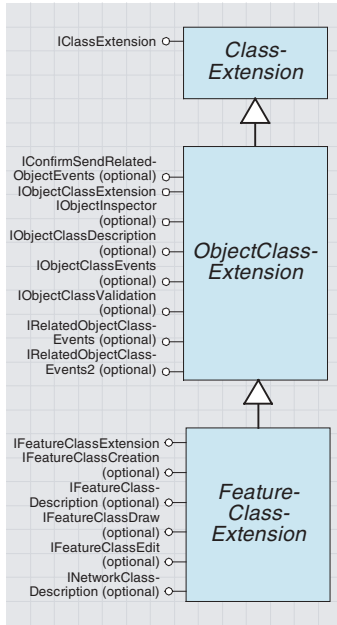 IClassExtension
Class-
Extension
IConfirmSendRelated-
ObjectEvents (optional)
IObjectClassExtension
IObjectInspector
(optional)
IObjectClassDescription
(optional)
IObjectClassEvents
(optional)
IObjectClassValidation
(optional)
IRelatedObjectClass-
Events (optional)
IRelatedObjectClass-
Events2 (optional)
ObjectClass-
Extension
IFeatureClassExtension
IFeatureClassCreation
(optional)
IFeatureClass-
Description (optional)
IFeatureClassDraw
(optional)
IFeatureClassEdit
(optional)
INetworkClass-
Description (optional)
Feature-
Class-
Extension